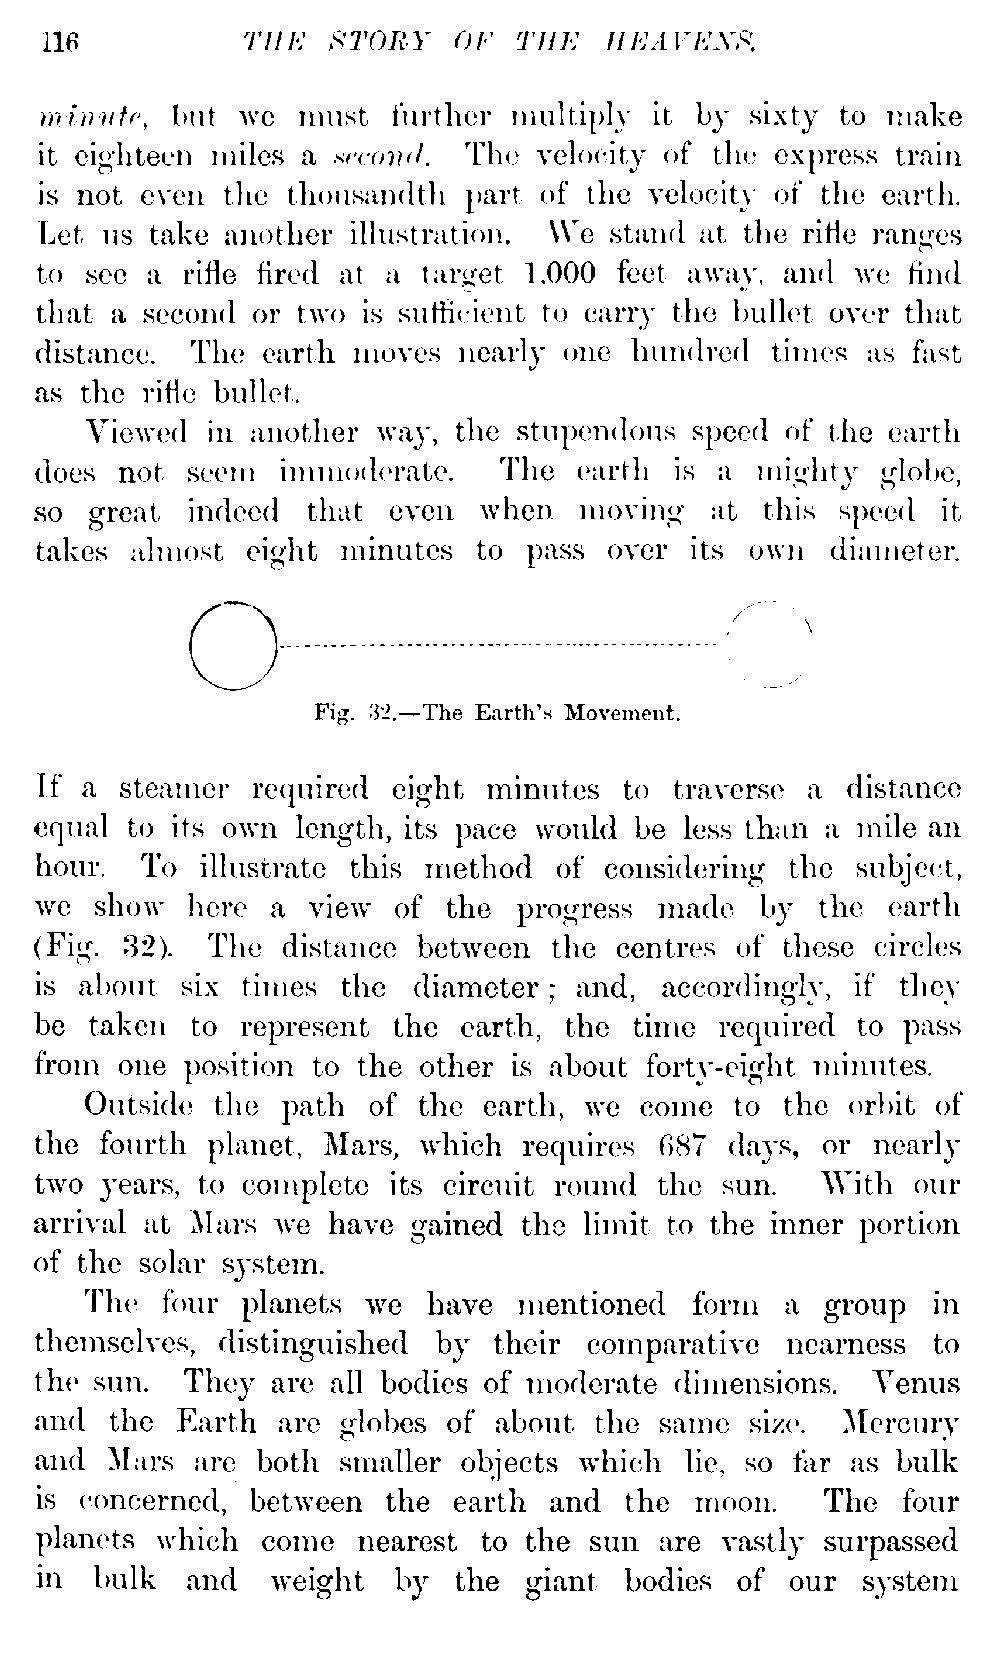 116 THE STORY OF THE HEAVENS.
minute, but we must further multiply it by sixty to make
it eighteen miles a second. The velocity of the express train
is not even the thousandth part of the velocity of the earth.
Let us take another illustration. We stand at the rifle ranges
to see a rifle fired at a target 1,000 feet away, and we find
that a second or two is sufficient to carry the bullet over that
distance. The earth moves nearly one hundred times as fast
as the rifle bullet.
Viewed in another way, the stupendous speed of the earth
does not seem immoderate. The earth is a mighty globe,
so great indeed that even when moving at this speed it
takes almost eight minutes to pass over its own diameter.
Fig. 32.—The Earth's Movement.
If a steamer required eight minutes to traverse a distance
equal to its own length, its pace would be less than a mile an
hour. To illustrate this method of considering the subject,
we show here a view of the progress made by the earth
(Fig. 32). The distance between the centres of these circles
is about six times the diameter; and, accordingly, if they
be taken to represent the earth, the time required to pass
from one position to the other is about forty-eight minutes.
Outside the path of the earth, we come to the orbit of
the fourth planet, Mars, which requires 687 days, or nearly
two years, to complete its circuit round the sun. With our
arrival at Mars we have gained the limit to the inner portion
of the solar system.
The four planets we have mentioned form a group in
themselves, distinguished by their comparative nearness to
the sun. They are all bodies of moderate dimensions. Venus
and the Earth are globes of about the same size. Mercury
and Mars are both smaller objects which lie, so far as bulk
is concerned, between the earth and the moon. The four
planets which come nearest to the sun are vastly surpassed
in bulk and weight by the giant bodies of our system